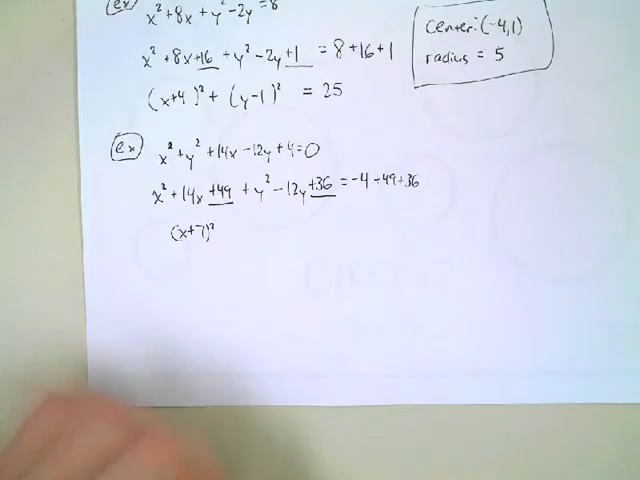 ex x² + 8x + y² - 2y = 8
x² + 8x + 16 + y² - 2y + 1 = 8 + 16 + 1
(x+4)² + (y-1)² = 25
center: (-4,1)
radius = 5
ex x² + y² + 14x - 12y + 4 = 0
x² + 14x + 49 + y² - 12y + 36 = -4 + 49 + 36
(x+7)²